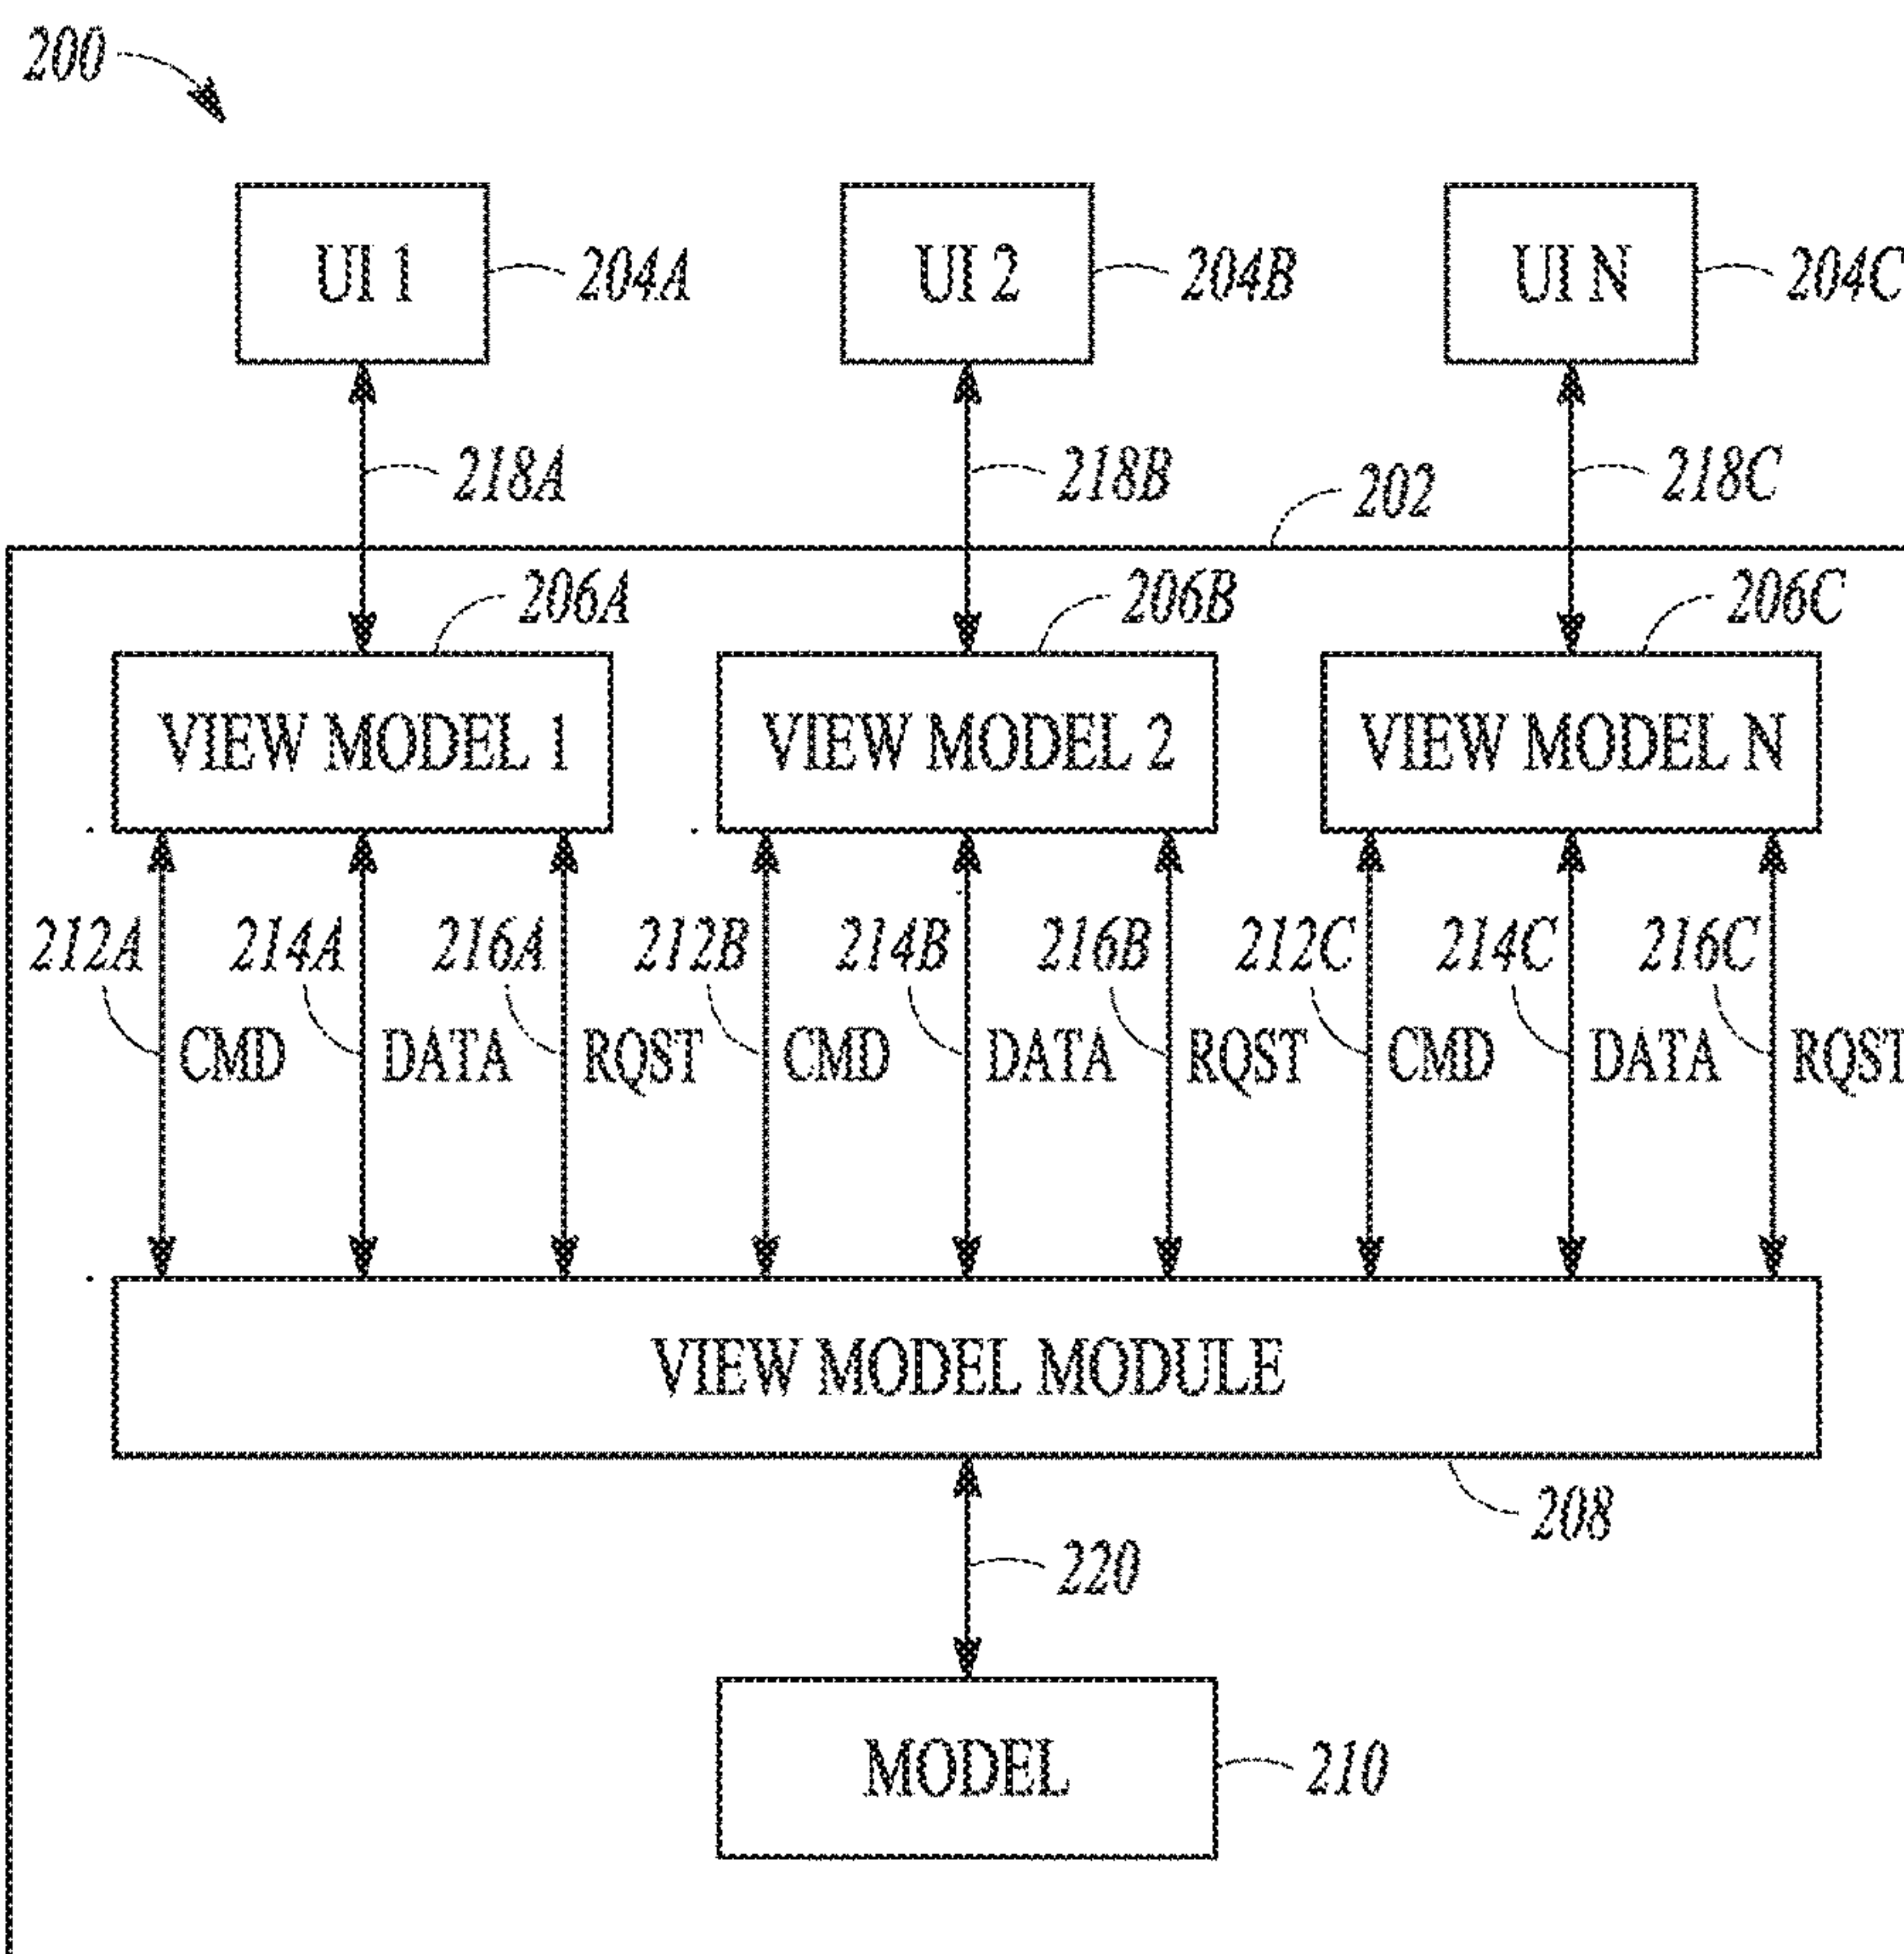 200
UI 1
204A
UI 2
204B
UI N
204C
218A
218B
202
218C
206A
206B
206C
VIEW MODEL 1
VIEW MODEL 2
VIEW MODEL N
212A
214A
216A
212B
214B
216B
212C
214C
216C
CMD
DATA
RQST
CMD
DATA
RQST
CMD
DATA
RQST
VIEW MODEL MODULE
208
220
MODEL
210